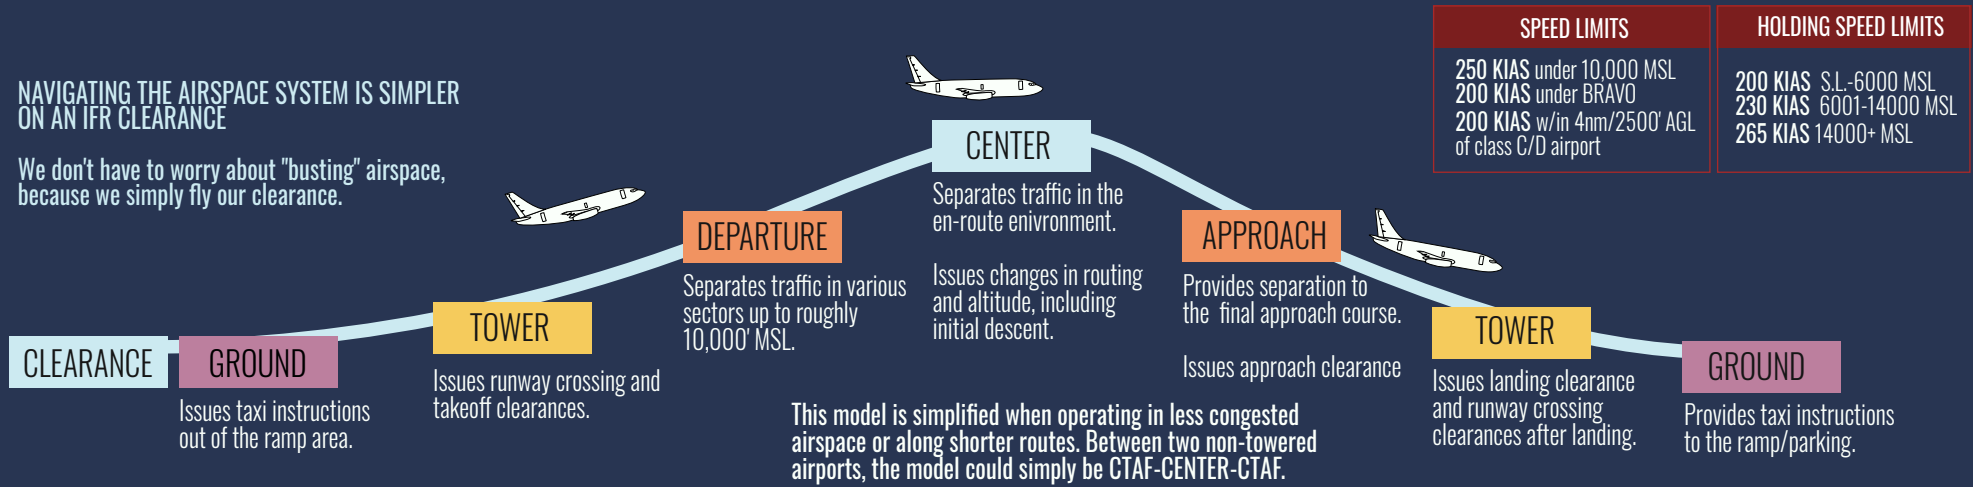 NAVIGATING THE AIRSPACE SYSTEM IS SIMPLER
ON AN IFR CLEARANCE
We don't have to worry about "busting" airspace,
because we simply fly our clearance.
CLEARANCE
GROUND
Issues taxi instructions
out of the ramp area.
TOWER
Issues runway crossing and
takeoff clearances.
DEPARTURE
Separates traffic in various
sectors up to roughly
10,000' MSL.
CENTER
Separates traffic in the
en-route enivronment.
Issues changes in routing
and altitude, including
initial descent.
APPROACH
Provides separation to
the final approach course.
Issues approach clearance
TOWER
Issues landing clearance
and runway crossing
clearances after landing.
GROUND
Provides taxi instructions
to the ramp/parking.
This model is simplified when operating in less congested
airspace or along shorter routes. Between two non-towered
airports, the model could simply be CTAF-CENTER-CTAF.
SPEED LIMITS
250 KIAS under 10,000 MSL
200 KIAS under BRAVO
200 KIAS w/in 4nm/2500' AGL
of class C/D airport
HOLDING SPEED LIMITS
200 KIAS S.L.-6000 MSL
230 KIAS 6001-14000 MSL
265 KIAS 14000+ MSL